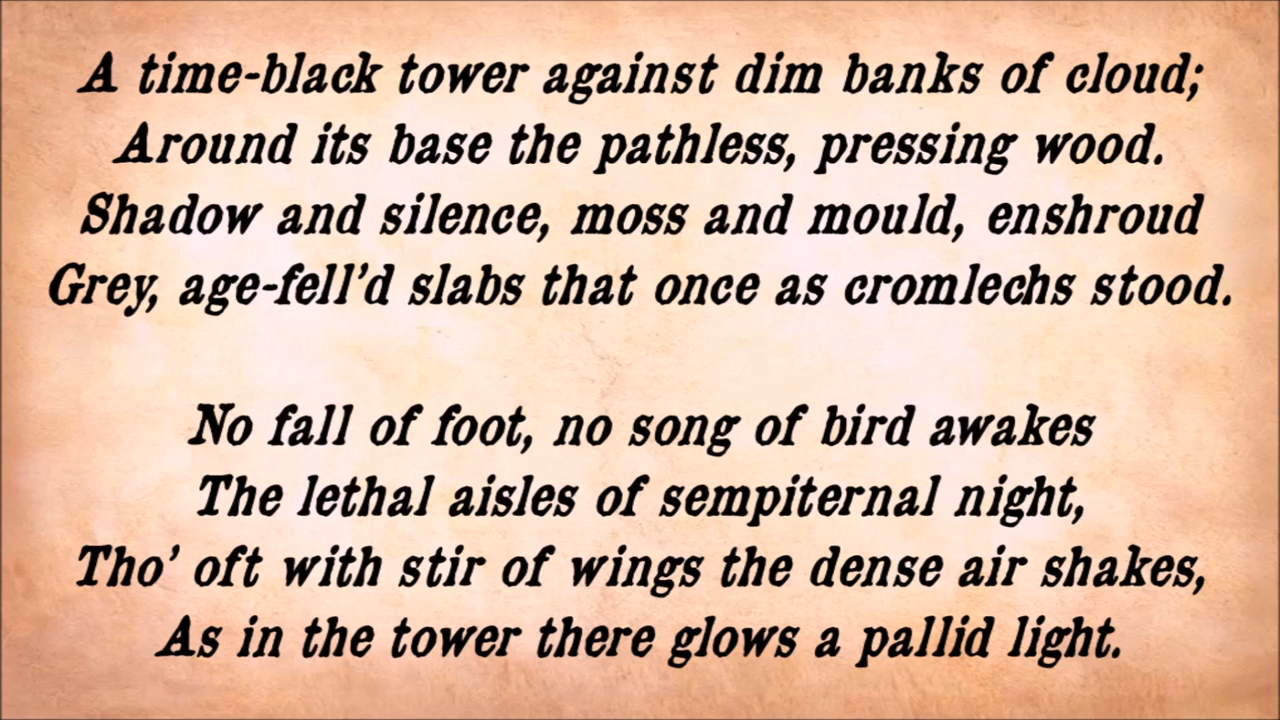 A time-black tower against dim banks of cloud;
Around its base the pathless, pressing wood.
Shadow and silence, moss and mould, enshroud
Grey, age-fell'd slabs that once as cromlechs stood.
No fall of foot, no song of bird awakes
The lethal aisles of sempiternal night,
Tho' oft with stir of wings the dense air shakes,
As in the tower there glows a pallid light.